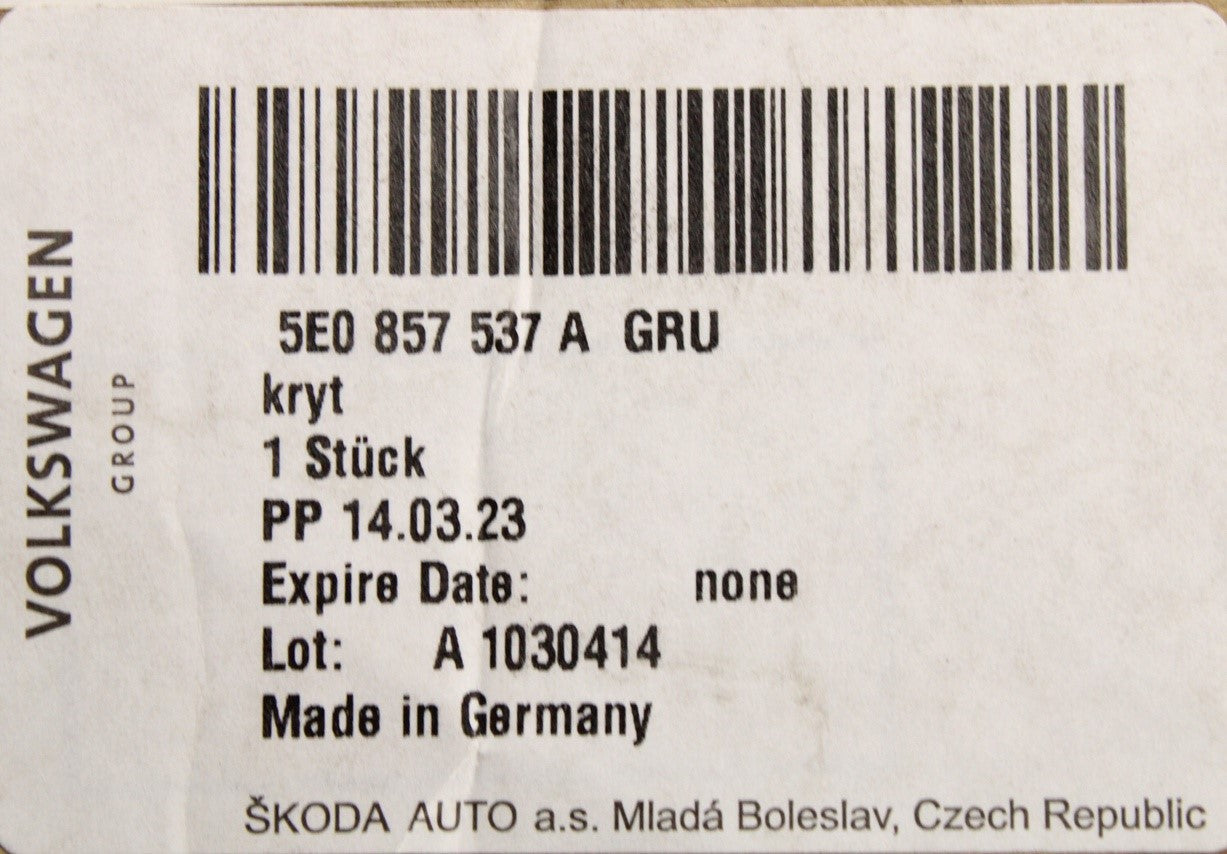 VOLKSWAGEN
GROUP
5E0 857 537 A GRU
kryt
1 Stück
PP 14.03.23
Expire Date: none
Lot: A 1030414
Made in Germany
ŠKODA AUTO a.s. Mladá Boleslav, Czech Republic